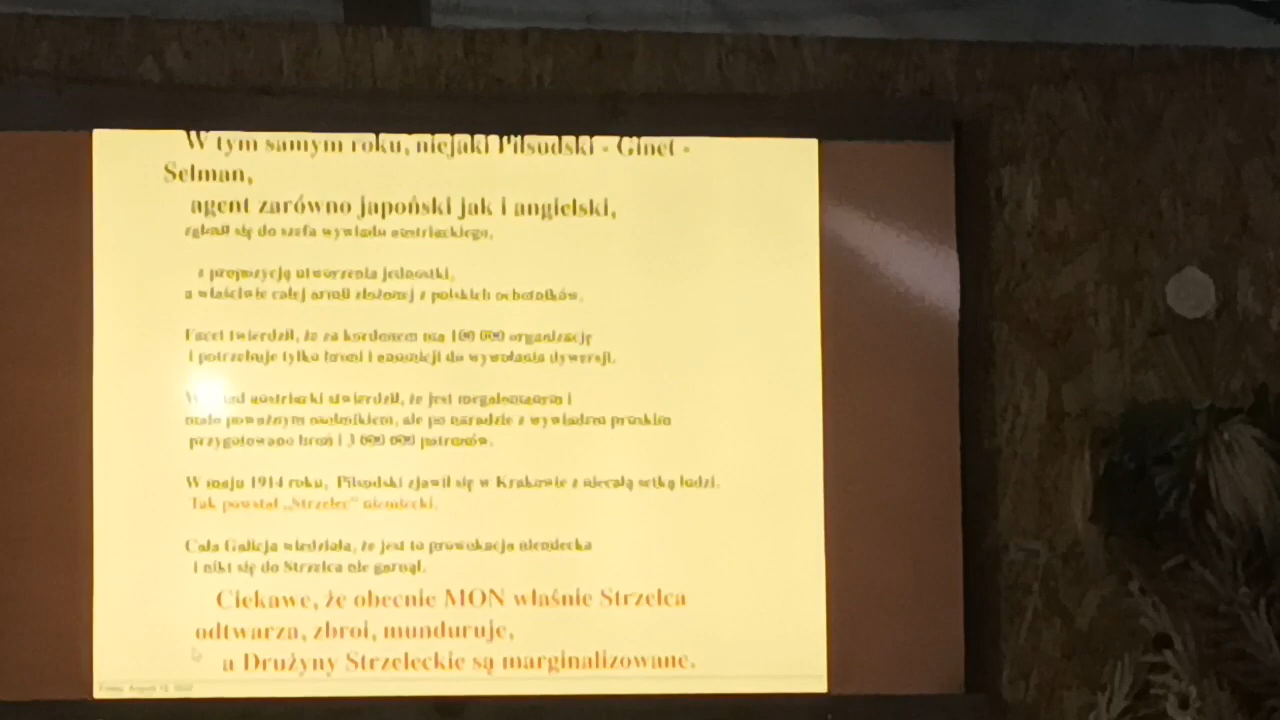 W tym samym roku, niejaki Piłsudski - Ginet -
Selman,
agent zarówno japoński jak i angielski,
zgłosił się do szefa wywiadu austriackiego,
z propozycją utworzenia jednostki,
a właściwie całej armii złożonej z polskich ochotników.
Facet twierdził, że za kordonem ma 100 000 organizację
i potrzebuje tylko broni i amunicji do wywołania dywersji.
austriacki stwierdził, że jest megalomanem i
mało poważnym osobnikiem, ale po naradzie z wywiadem pruskim
przygotowano broń i 3 000 000 patronów.
W maju 1914 roku, Piłsudski zjawił się w Krakowie z niecałą setką ludzi.
Tak powstał „Strzelec" niemiecki.
Cała Galicja wiedziała, że jest to prowokacja niemiecka
i nikt się do Strzelca nie garnął.
Ciekawe, że obecnie MON właśnie Strzelca
odtwarza, zbroi, munduruje,
a Drużyny Strzeleckie są marginalizowane.